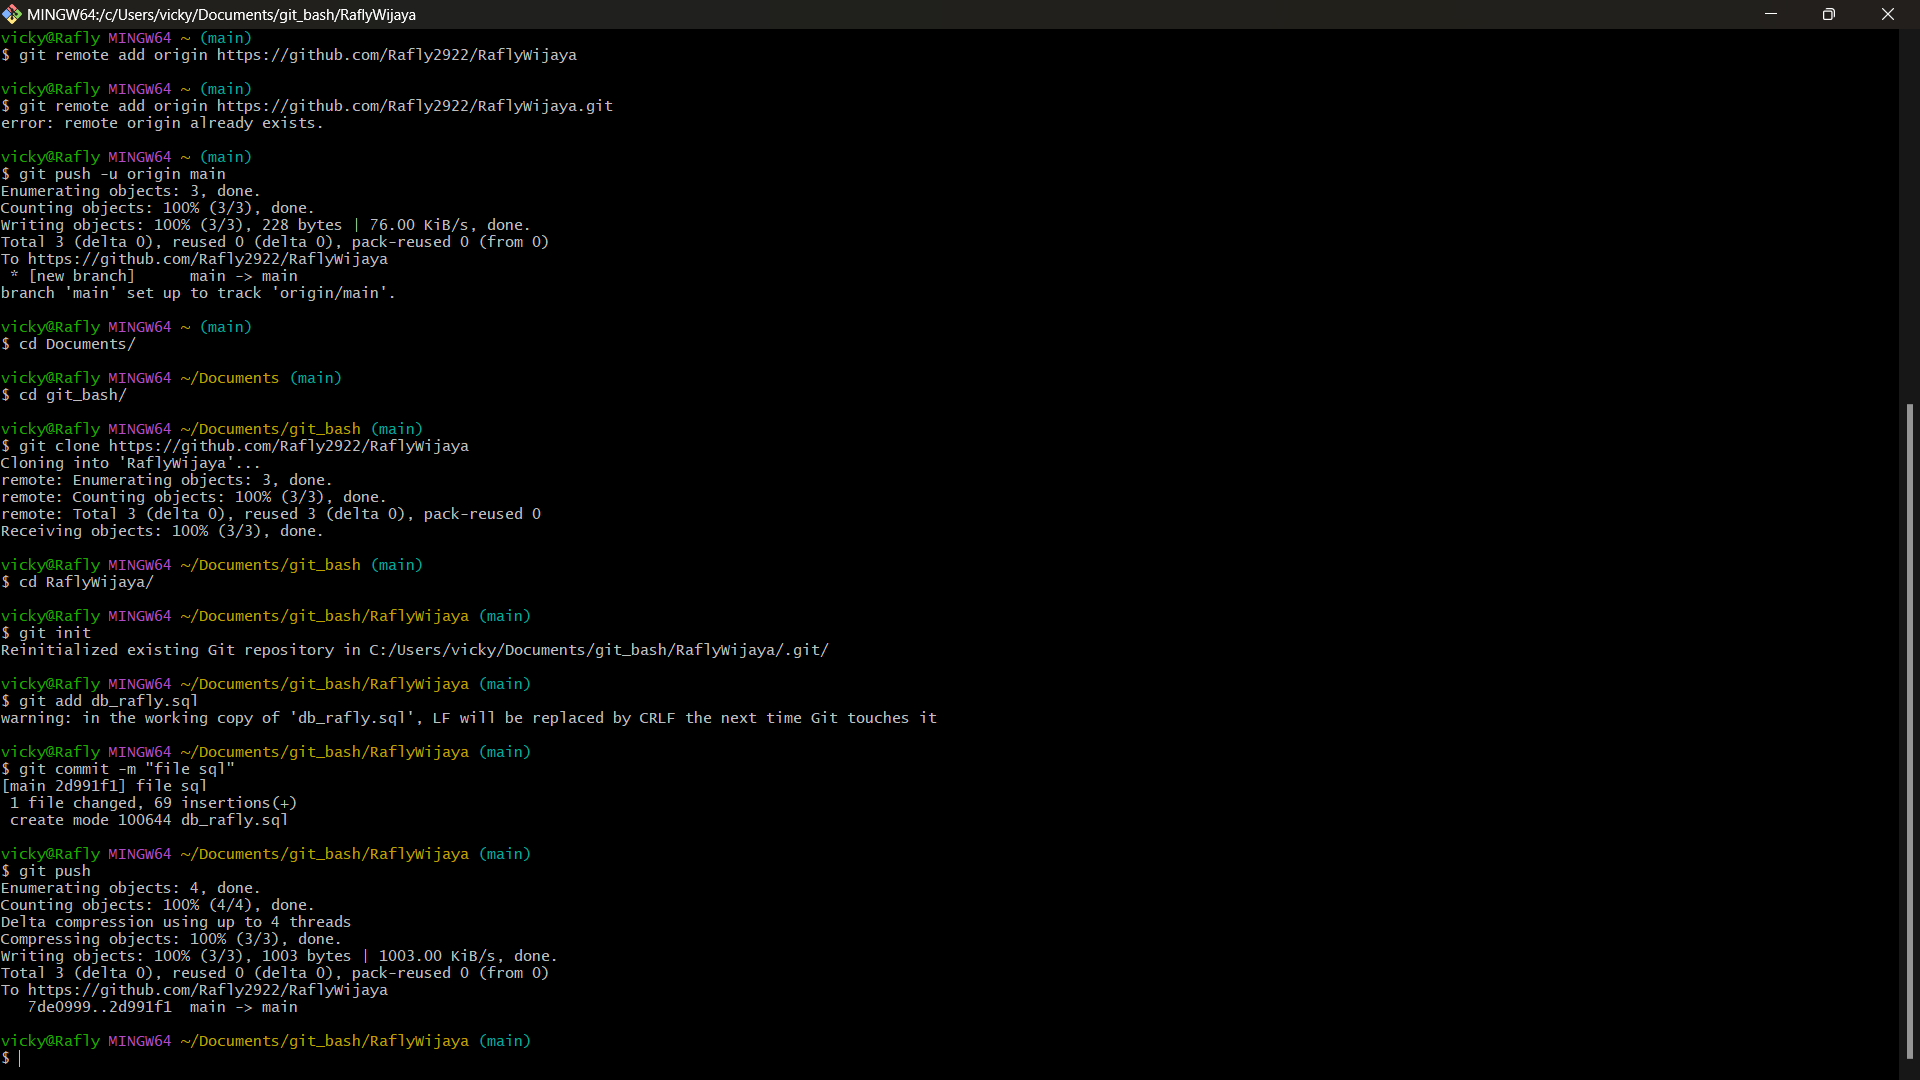 MINGW64:/c/Users/vicky/Documents/git_bash/RaflyWijaya
vicky@Rafly MINGW64 ~ (main)
$ git remote add origin https://github.com/Rafly2922/RaflyWijaya

vicky@Rafly MINGW64 ~ (main)
$ git remote add origin https://github.com/Rafly2922/RaflyWijaya.git
error: remote origin already exists.

vicky@Rafly MINGW64 ~ (main)
$ git push -u origin main
Enumerating objects: 3, done.
Counting objects: 100% (3/3), done.
Writing objects: 100% (3/3), 228 bytes | 76.00 KiB/s, done.
Total 3 (delta 0), reused 0 (delta 0), pack-reused 0 (from 0)
To https://github.com/Rafly2922/RaflyWijaya
 * [new branch]      main -> main
branch 'main' set up to track 'origin/main'.

vicky@Rafly MINGW64 ~ (main)
$ cd Documents/

vicky@Rafly MINGW64 ~/Documents (main)
$ cd git_bash/

vicky@Rafly MINGW64 ~/Documents/git_bash (main)
$ git clone https://github.com/Rafly2922/RaflyWijaya
Cloning into 'RaflyWijaya'...
remote: Enumerating objects: 3, done.
remote: Counting objects: 100% (3/3), done.
remote: Total 3 (delta 0), reused 3 (delta 0), pack-reused 0
Receiving objects: 100% (3/3), done.

vicky@Rafly MINGW64 ~/Documents/git_bash (main)
$ cd RaflyWijaya/

vicky@Rafly MINGW64 ~/Documents/git_bash/RaflyWijaya (main)
$ git init
Reinitialized existing Git repository in C:/Users/vicky/Documents/git_bash/RaflyWijaya/.git/

vicky@Rafly MINGW64 ~/Documents/git_bash/RaflyWijaya (main)
$ git add db_rafly.sql
warning: in the working copy of 'db_rafly.sql', LF will be replaced by CRLF the next time Git touches it

vicky@Rafly MINGW64 ~/Documents/git_bash/RaflyWijaya (main)
$ git commit -m "file sql"
[main 2d991f1] file sql
 1 file changed, 69 insertions(+)
 create mode 100644 db_rafly.sql

vicky@Rafly MINGW64 ~/Documents/git_bash/RaflyWijaya (main)
$ git push
Enumerating objects: 4, done.
Counting objects: 100% (4/4), done.
Delta compression using up to 4 threads
Compressing objects: 100% (3/3), done.
Writing objects: 100% (3/3), 1003 bytes | 1003.00 KiB/s, done.
Total 3 (delta 0), reused 0 (delta 0), pack-reused 0 (from 0)
To https://github.com/Rafly2922/RaflyWijaya
   7de0999..2d991f1  main -> main

vicky@Rafly MINGW64 ~/Documents/git_bash/RaflyWijaya (main)
$